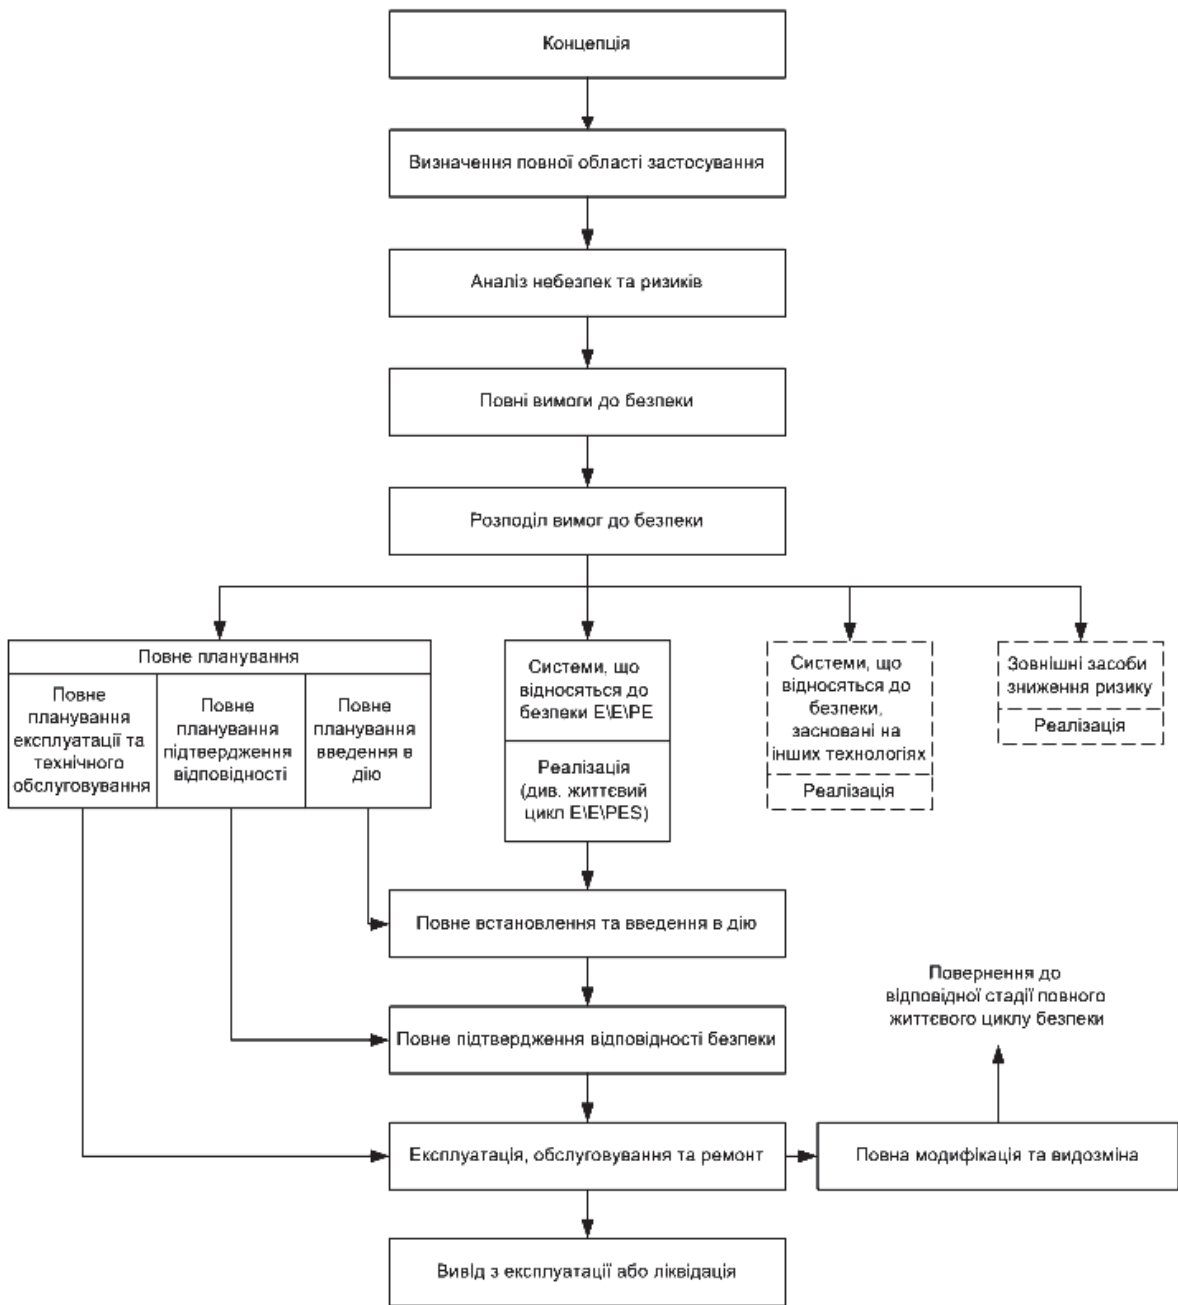 Концепція
Визначення повної області застосування
Аналіз небезпек та ризиків
Повні вимоги до безпеки
Розподіл вимог до безпеки
Повне планування
Повне
планування
експлуатації та
технічного
обслуговування
Повне
планування
підтвердження
відповідності
Повне
планування
введення в
дію
Системи, що
відносяться до
безпеки E\E\PE
Реалізація
(див. життєвий
цикл E\E\PES)
Системи, що
відносяться до
безпеки,
засновані на
інших технологіях
Реалізація
Зовнішні засоби
зниження ризику
Реалізація
Повне встановлення та введення в дію
Повне підтвердження відповідності безпеки
Повернення до
відповідної стадії повного
життєвого циклу безпеки
Експлуатація, обслуговування та ремонт
Повна модифікація та видозміна
Вивід з експлуатації або ліквідація